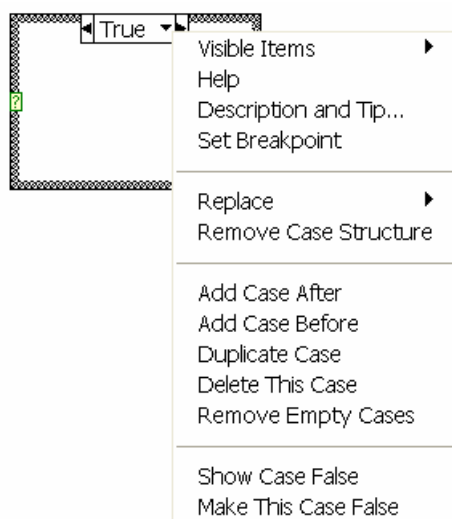 True
?
Visible Items
Help
Description and Tip...
Set Breakpoint
Replace
Remove Case Structure
Add Case After
Add Case Before
Duplicate Case
Delete This Case
Remove Empty Cases
Show Case False
Make This Case False